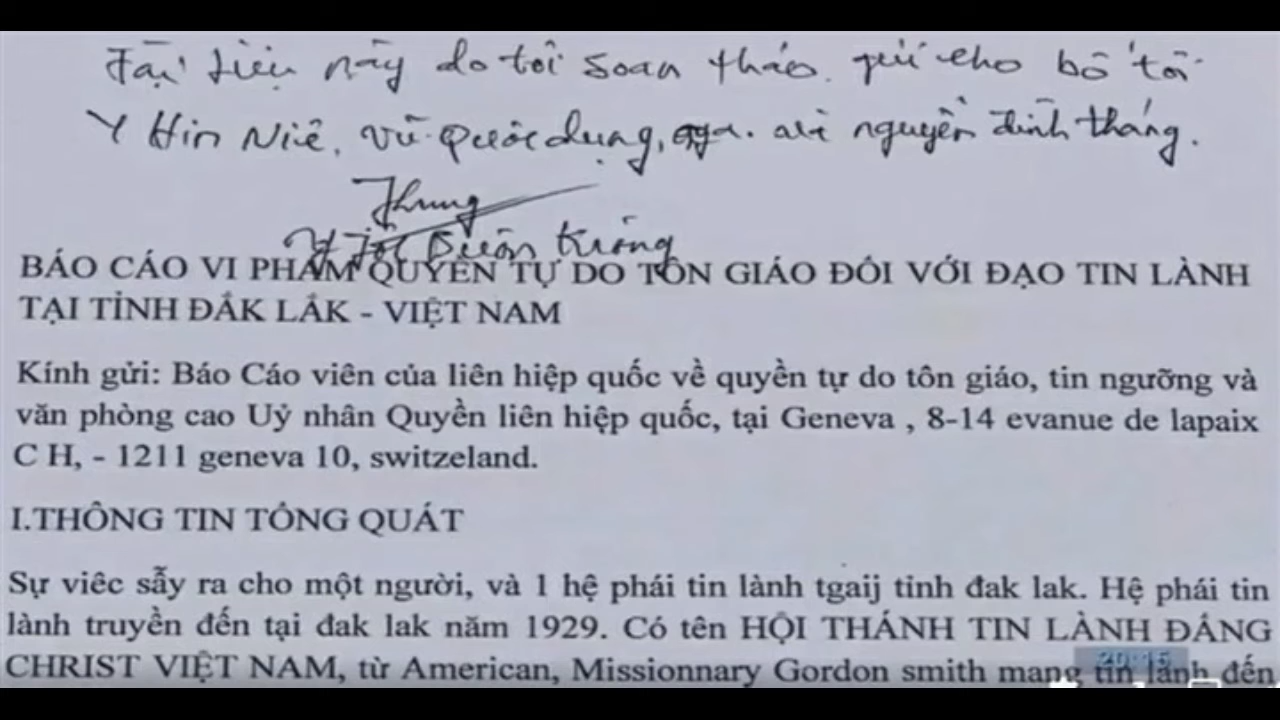 Tài liệu này do tôi soạn thảo. gửi cho bố tôi
Y Hin Niê, Vũ Quốc Dụng, và nguyễn đình thắng.
BÁO CÁO VI PHẠM QUYỀN TỰ DO TÔN GIÁO ĐỐI VỚI ĐẠO TIN LÀNH
TẠI TỈNH ĐẮK LẮK - VIỆT NAM
Kính gửi: Báo Cáo viên của liên hiệp quốc về quyền tự do tôn giáo, tin ngưỡng và
văn phòng cao Uỷ nhân Quyền liên hiệp quốc, tại Geneva , 8-14 evanue de lapaix
C H, - 1211 geneva 10, switzeland.
I.THÔNG TIN TỔNG QUÁT
Sự viêc sẫy ra cho một người, và 1 hệ phái tin lành tgaij tỉnh đak lak. Hệ phái tin
lành truyền đến tại đak lak năm 1929. Có tên HỘI THÁNH TIN LÀNH ĐẤNG
CHRIST VIỆT NAM, từ American, Missionnary Gordon smith mang tin lành đến
20:15